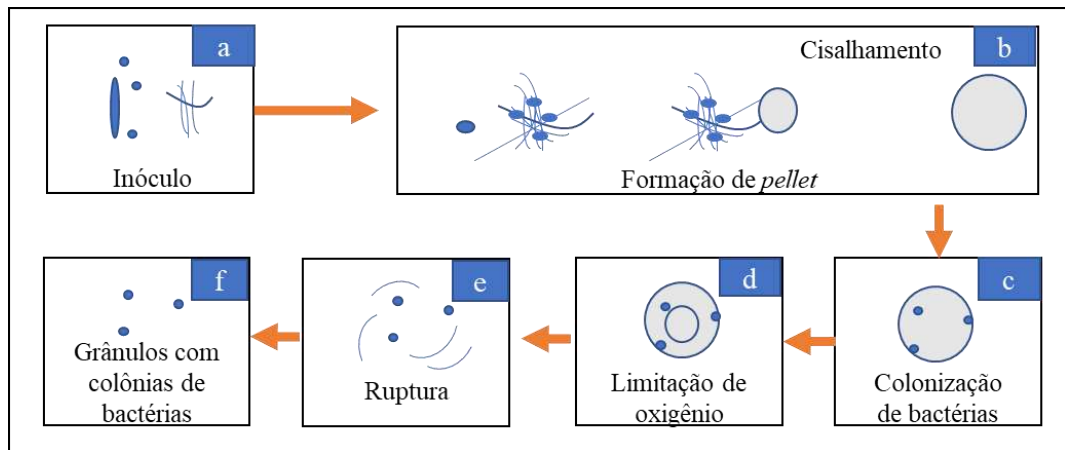 a
Inóculo
Cisalhamento
b
Formação de pellet
f
Grânulos com
colônias de
bactérias
e
Ruptura
d
Limitação de
oxigênio
c
Colonização
de bactérias